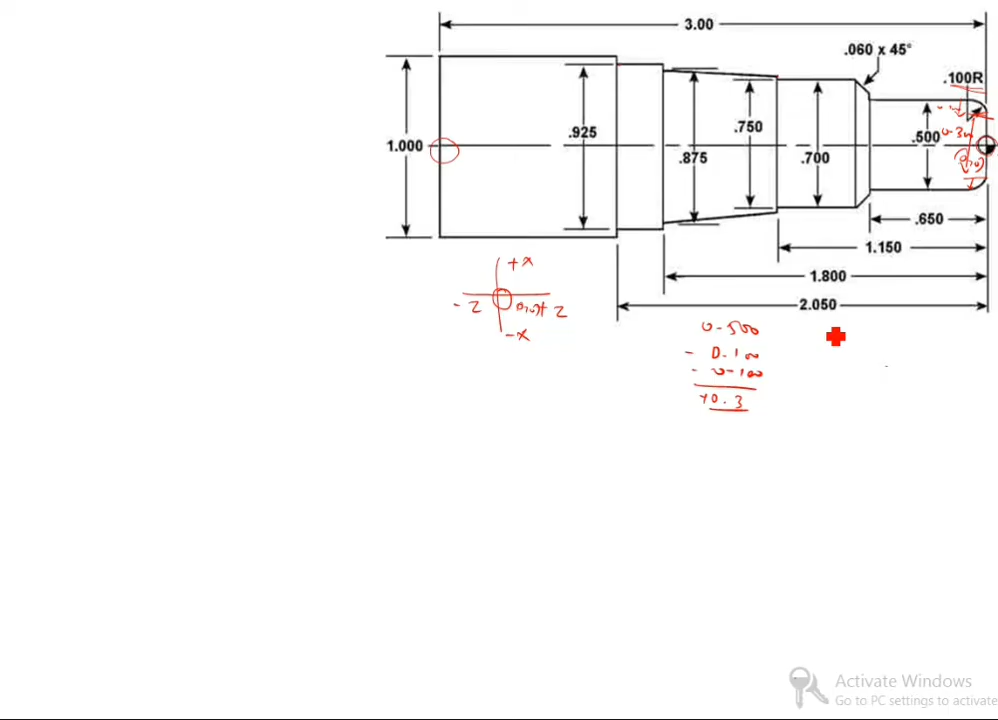 3.00
.060 x 45°
.100R
1.000
.925
.875
.750
.700
.500
.650
1.150
1.800
2.050
+X
- Z
Z
-X
0.500
- 0.100
- 0.100
+0.3
Activate Windows
Go to PC settings to activate